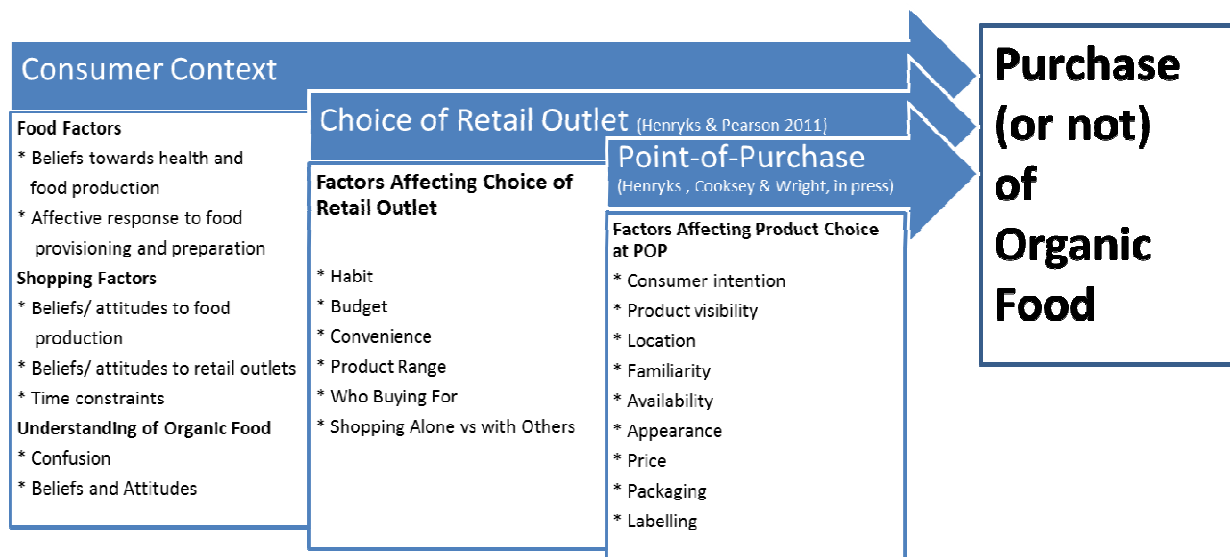 Consumer Context
Food Factors
* Beliefs towards health and
food production
* Affective response to food
provisioning and preparation
Shopping Factors
* Beliefs/ attitudes to food
production
* Beliefs/ attitudes to retail outlets
* Time constraints
Understanding of Organic Food
* Confusion
* Beliefs and Attitudes
Choice of Retail Outlet (Henryks & Pearson 2011)
Factors Affecting Choice of
Retail Outlet
* Habit
* Budget
* Convenience
* Product Range
* Who Buying For
* Shopping Alone vs with Others
Point-of-Purchase
(Henryks , Cooksey & Wright, in press)
Factors Affecting Product Choice
at POP
* Consumer intention
* Product visibility
* Location
* Familiarity
* Availability
* Appearance
* Price
* Packaging
* Labelling
Purchase
(or not)
of
Organic
Food